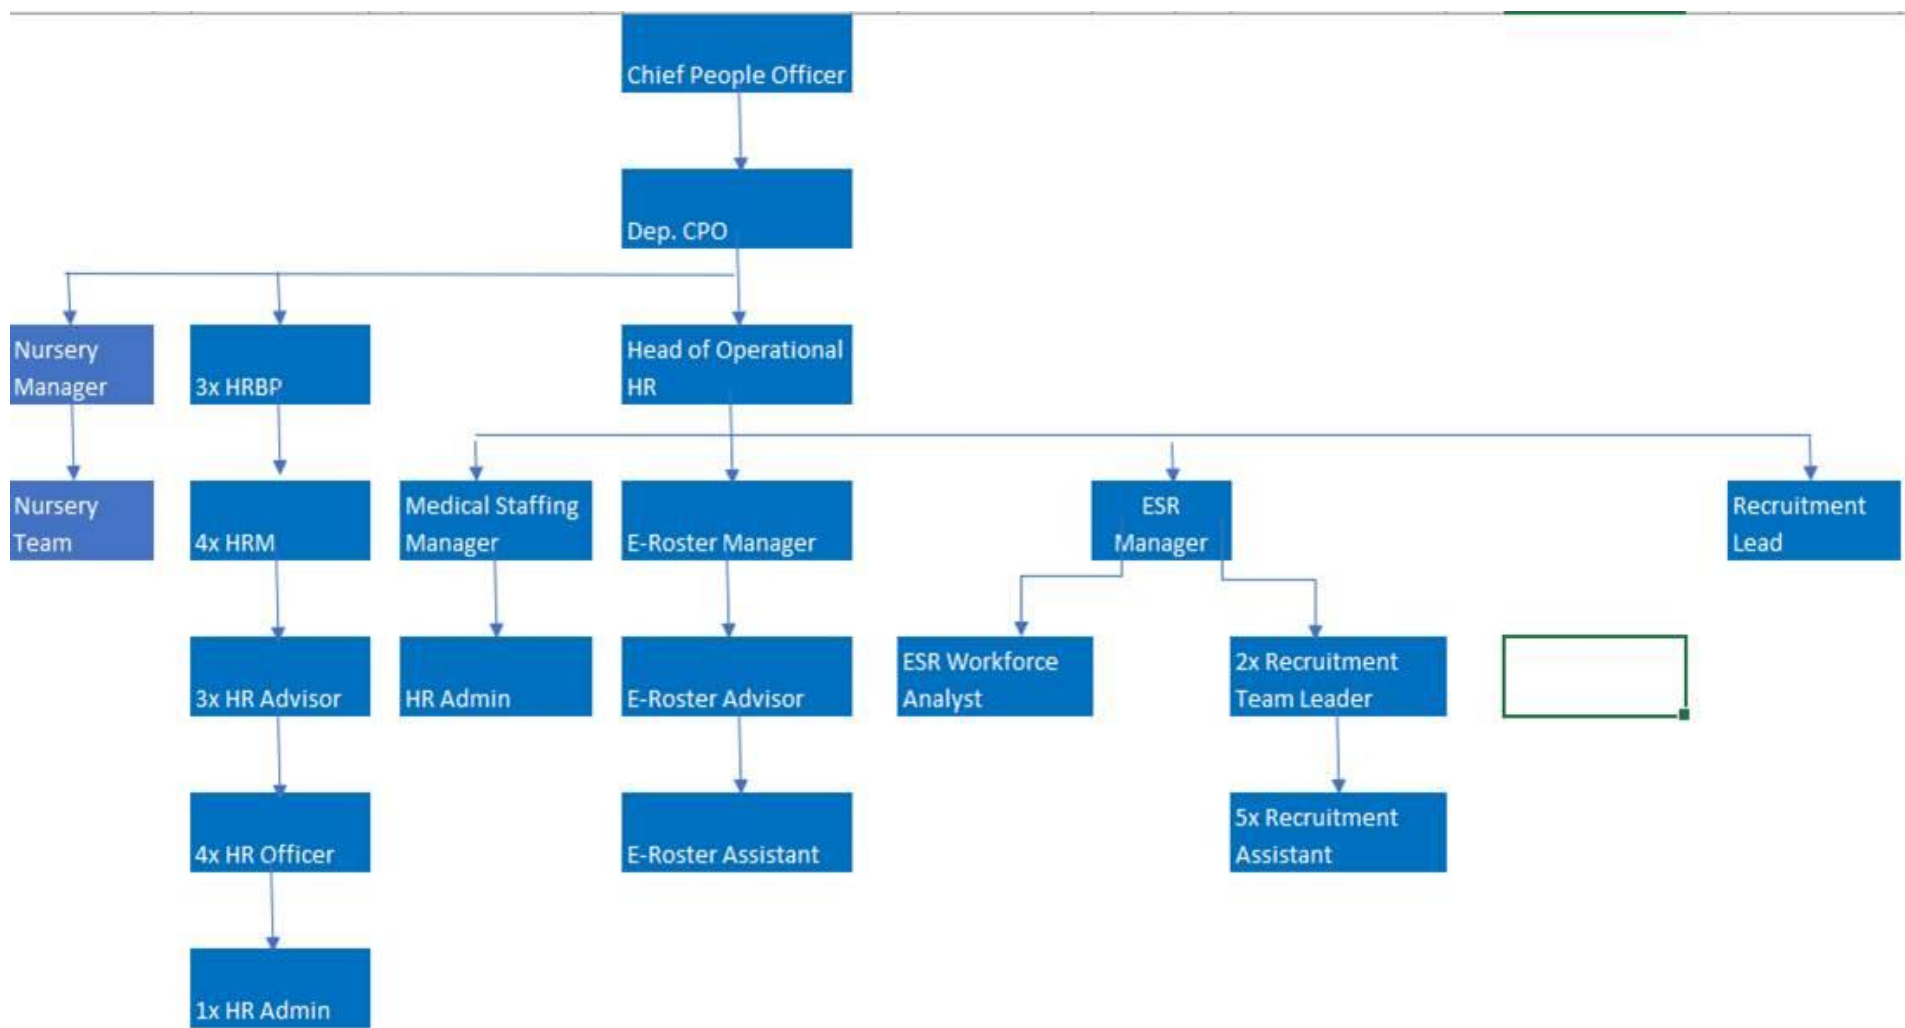 Chief People Officer
Dep. CPO
Nursery
Manager
3x HRBP
Head of Operational
HR
Nursery
Team
4x HRM
Medical Staffing
Manager
E-Roster Manager
ESR
Manager
Recruitment
Lead
3x HR Advisor
HR Admin
E-Roster Advisor
ESR Workforce
Analyst
2x Recruitment
Team Leader
4x HR Officer
E-Roster Assistant
5x Recruitment
Assistant
1x HR Admin